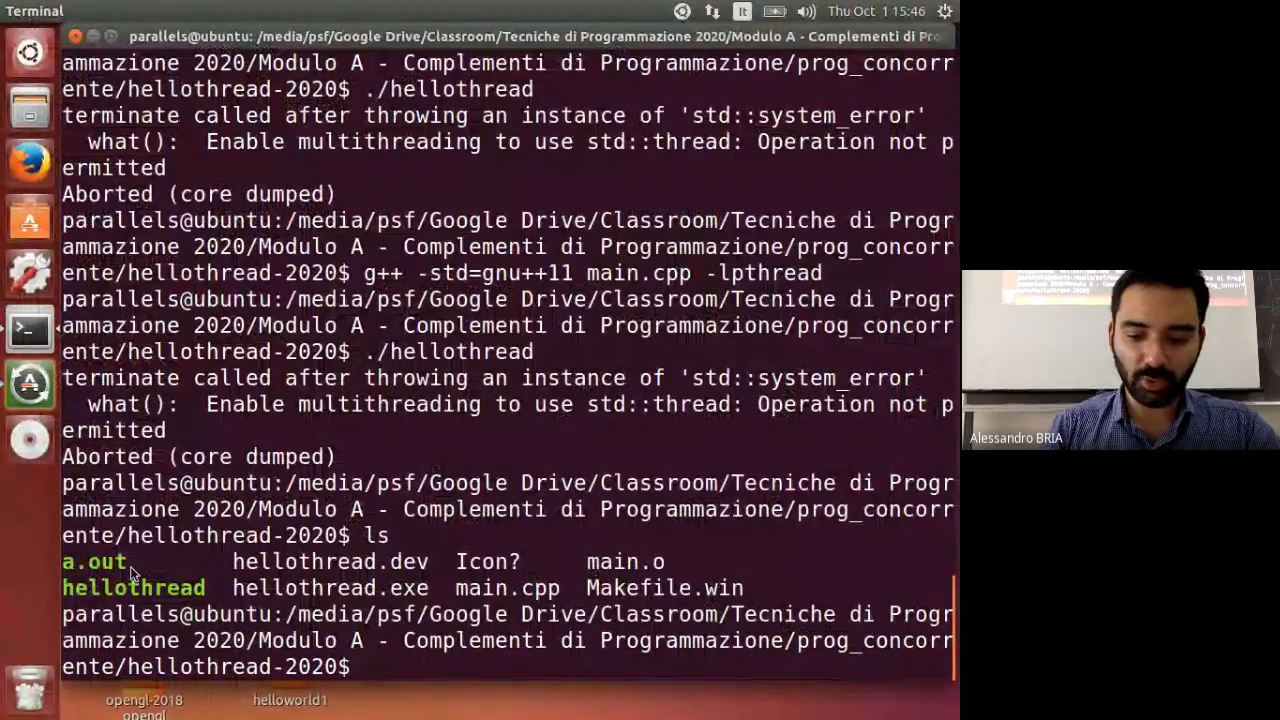 Terminal
It
Thu Oct 1 15:46
parallels@ubuntu: /media/psf/Google Drive/Classroom/Tecniche di Programmazione 2020/Modulo A - Complementi di Pro
ammazione 2020/Modulo A - Complementi di Programmazione/prog_concorr
ente/hellothread-2020$ ./hellothread
terminate called after throwing an instance of 'std::system_error'
what():  Enable multithreading to use std::thread: Operation not p
ermitted
Aborted (core dumped)
parallels@ubuntu:/media/psf/Google Drive/Classroom/Tecniche di Progr
ammazione 2020/Modulo A - Complementi di Programmazione/prog_concorr
ente/hellothread-2020$ g++ -std=gnu++11 main.cpp -lpthread
parallels@ubuntu:/media/psf/Google Drive/Classroom/Tecniche di Progr
ammazione 2020/Modulo A - Complementi di Programmazione/prog_concorr
ente/hellothread-2020$ ./hellothread
terminate called after throwing an instance of 'std::system_error'
what():  Enable multithreading to use std::thread: Operation not p
ermitted
Aborted (core dumped)
parallels@ubuntu:/media/psf/Google Drive/Classroom/Tecniche di Progr
ammazione 2020/Modulo A - Complementi di Programmazione/prog_concorr
ente/hellothread-2020$ ls
a.out hellothread.dev Icon? main.o
hellothread hellothread.exe main.cpp Makefile.win
parallels@ubuntu:/media/psf/Google Drive/Classroom/Tecniche di Progr
ammazione 2020/Modulo A - Complementi di Programmazione/prog_concorr
ente/hellothread-2020$
opengl-2018
opengl
helloworld1
Alessandro BRIA